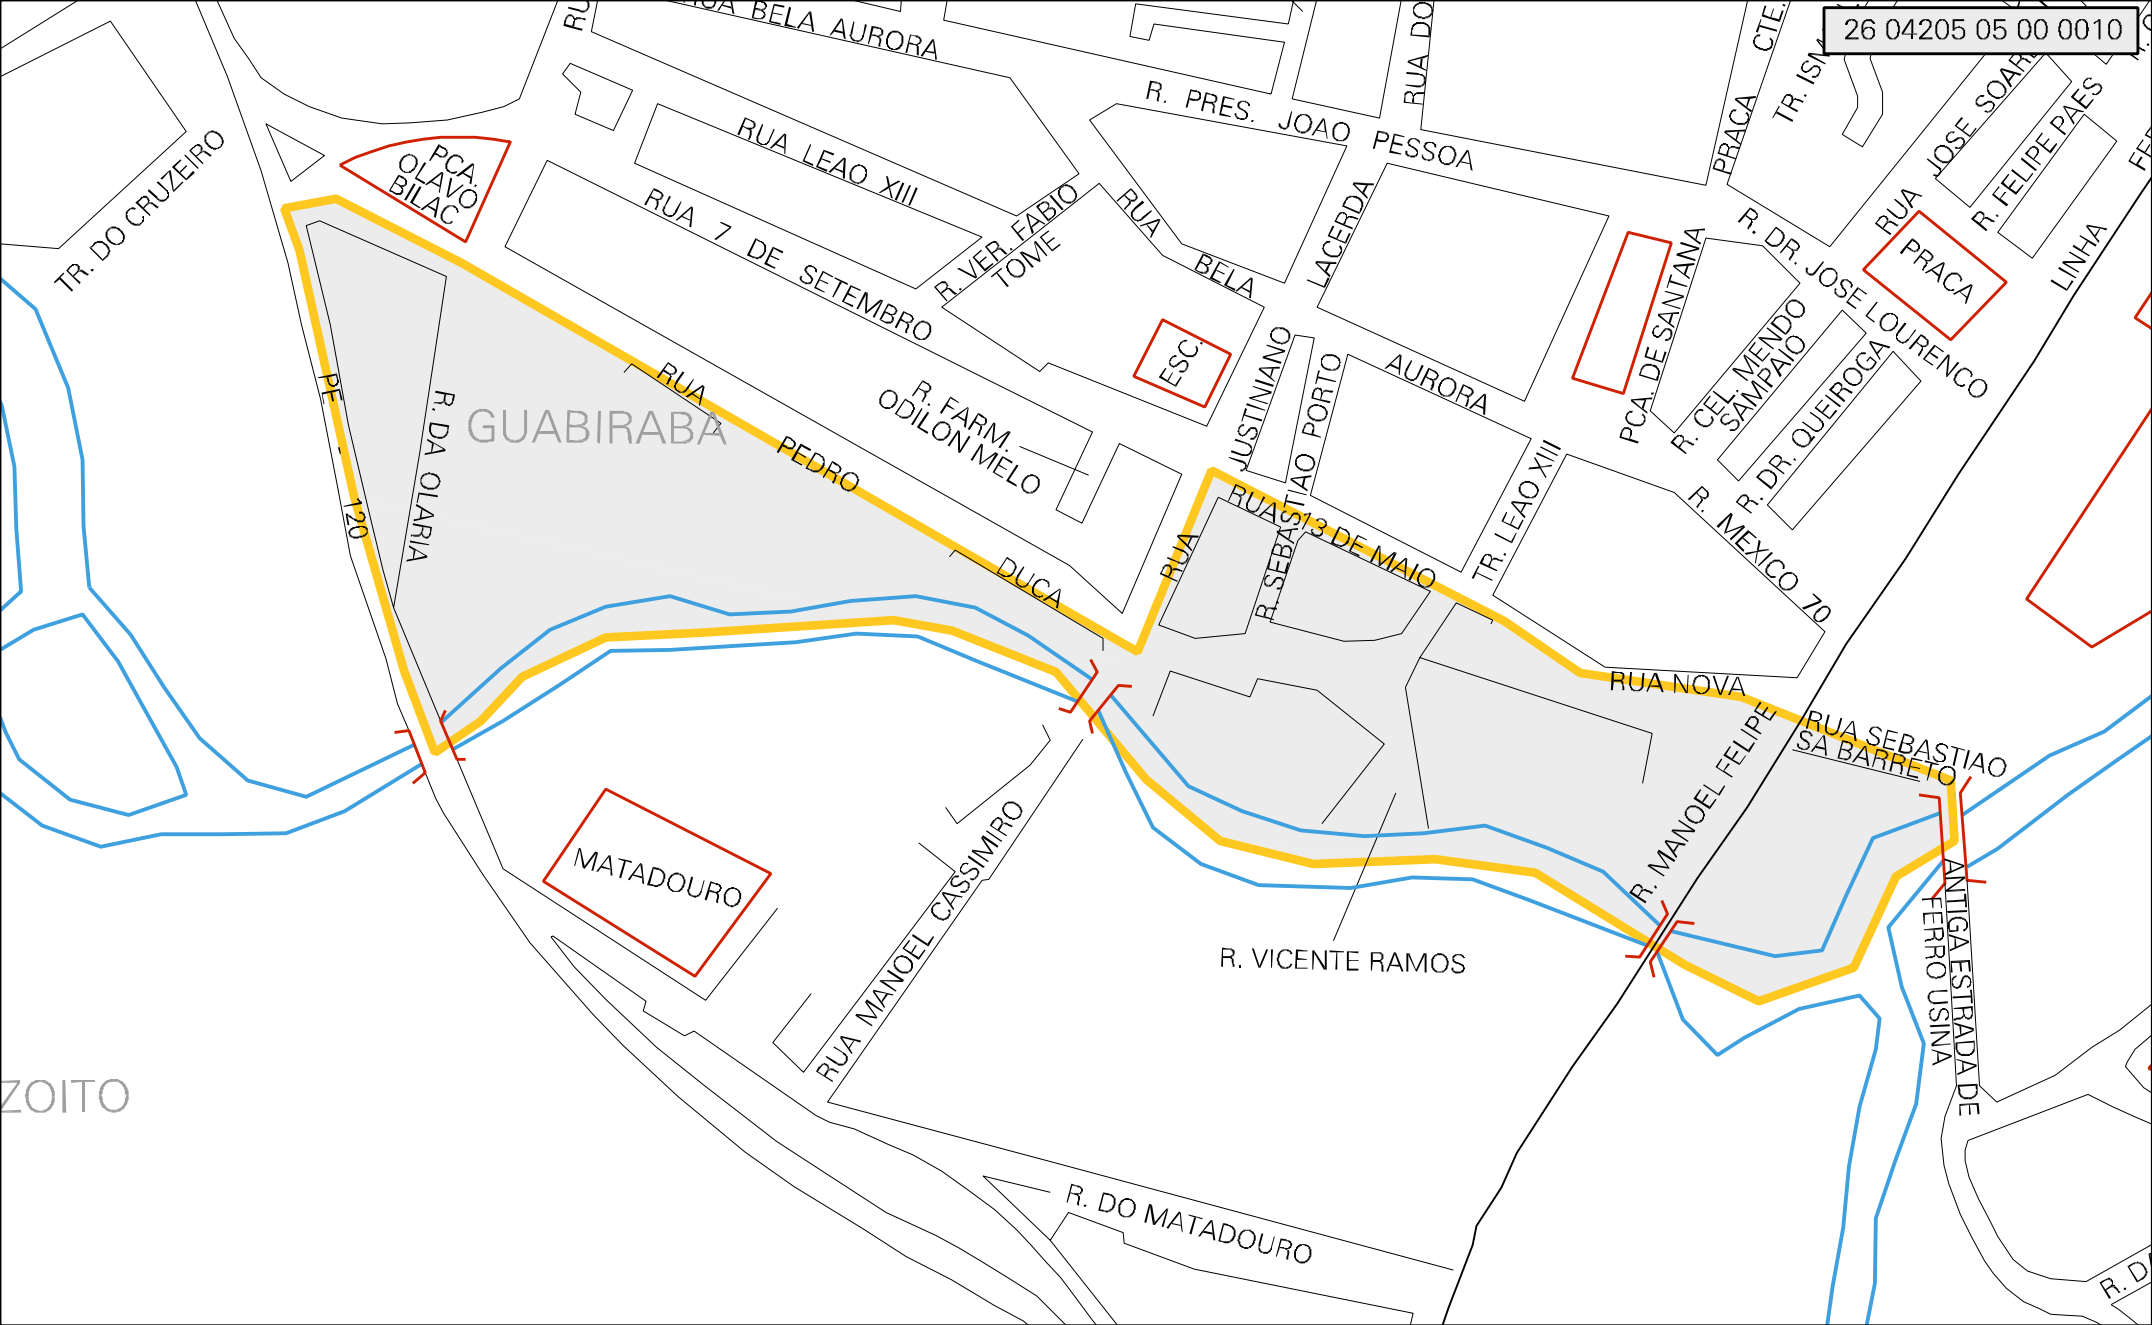 26 04205 05 00 0010
RUA BELA AURORA
RUA DO
CTE.
PRACA
R. PRES. JOAO PESSOA
PCA.
OLAVO
BILAC
RUA LEAO XIII
TR. DO CRUZEIRO
RUA 7 DE SETEMBRO
R. VER. FABIO
TOME
RUA
BELA
AURORA
LACERDA
JUSTINIANO
RUA
PCA. DE SANTANA
RUA
JOSE
R. FELIPE PAES
LINHA
PRACA
R. DR. JOSE LOURENCO
R. CEL. MENDO
SAMPAIO
R. DR. QUEIROGA
R. MEXICO 70
ESC.
R. FARM.
ODILON MELO
GUABIRABA
RUA PEDRO DUCA
PE
120
R. DA OLARIA
RUA 13 DE MAIO
R. SEBASTIAO PORTO
TR. LEAO XIII
RUA NOVA
RUA SEBASTIAO
SA BARRETO
R. MANOEL FELIPE
MATADOURO
RUA MANOEL CASSIMIRO
R. VICENTE RAMOS
ANTIGA ESTRADA DE
FERRO USINA
ZOITO
R. DO MATADOURO